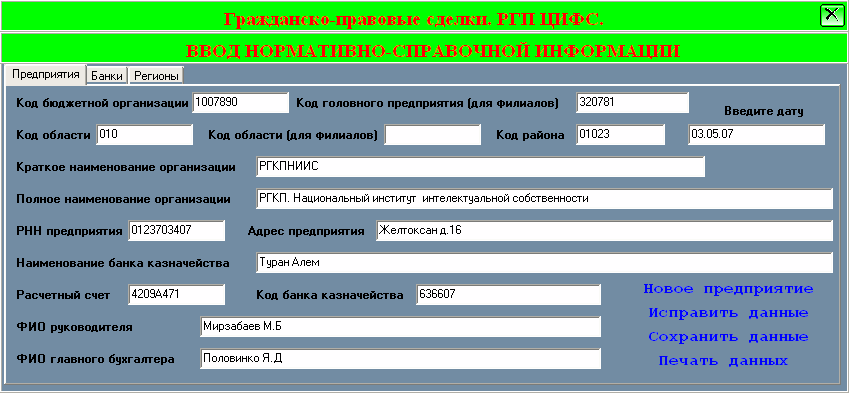 Гражданско-правовые сделки. РГП ЦИФС.
ВВОД НОРМАТИВНО-СПРАВОЧНОЙ ИНФОРМАЦИИ
Предприятия Банки Регионы
Код бюджетной организации 1007890 Код головного предприятия (для филиалов) 320781 Введите дату
Код области 010 Код области (для филиалов) Код района 01023 03.05.07
Краткое наименование организации РГКПНИИС
Полное наименование организации РГКП. Национальный институт интелектуальной собственности
РНН предприятия 0123703407 Адрес предприятия Желтоксан д.16
Наименование банка казначейства Туран Алем
Расчетный счет 4209А471 Код банка казначейства 636607 Новое предприятие
Исправить данные
ФИО руководителя Мирзабаев М.Б Сохранить данные
ФИО главного бухгалтера Половинко Я.Д Печать данных